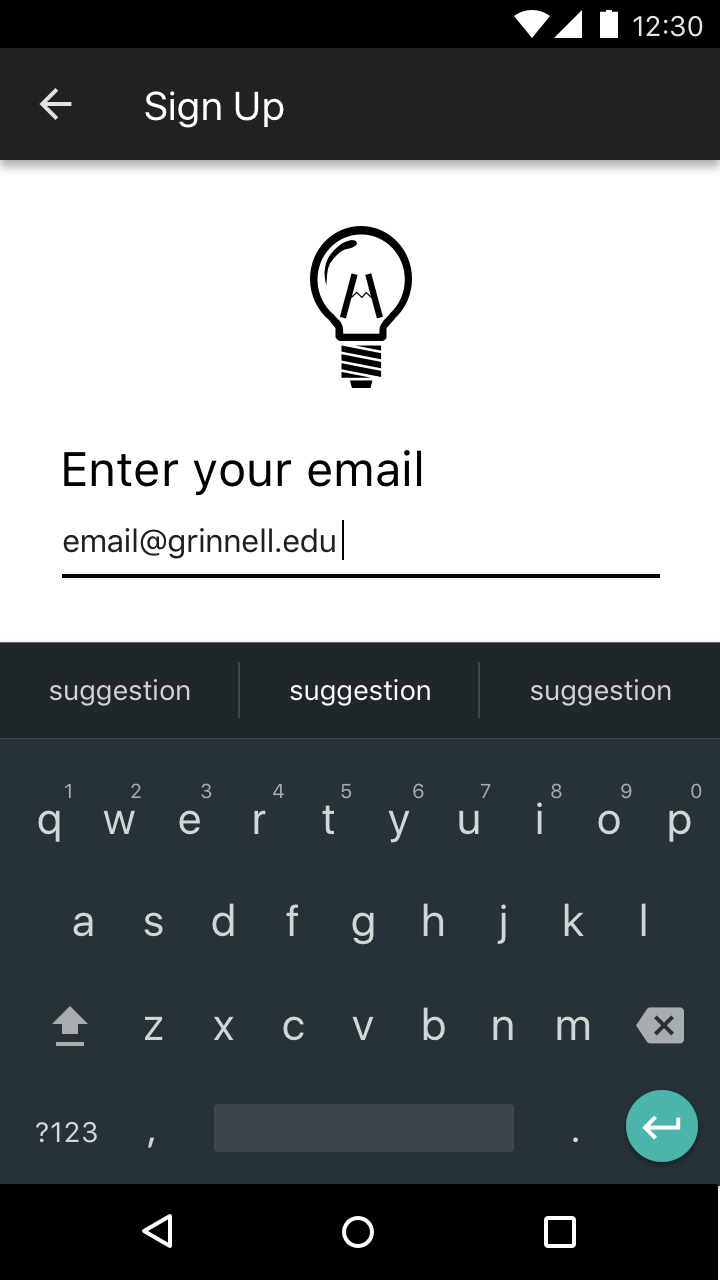 12:30
Sign Up
Enter your email
email@grinnell.edu
suggestion suggestion suggestion
1 2 3 4 5 6 7 8 9 0
q w e r t y u i o p
a s d f g h j k l
z x c v b n m
?123 , .